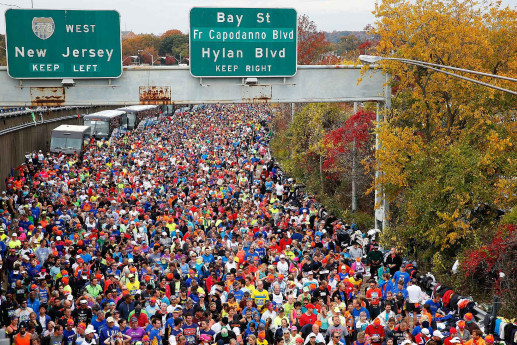 WEST
New Jersey
KEEP LEFT
Bay St
Fr Capodanno Blvd
Hylan Blvd
KEEP RIGHT